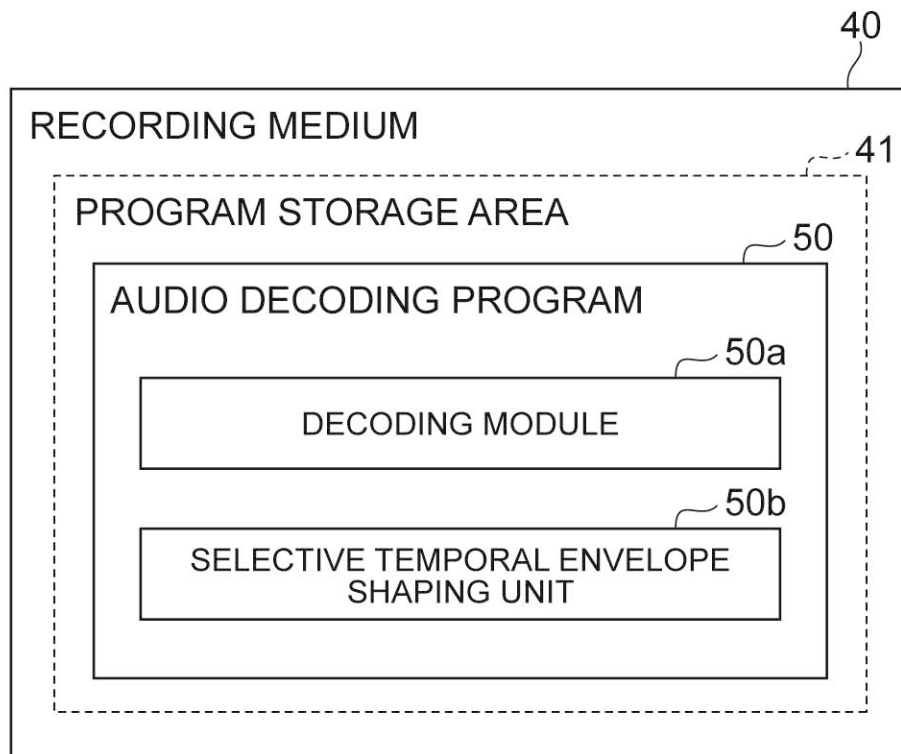 40
RECORDING MEDIUM
41
PROGRAM STORAGE AREA
50
AUDIO DECODING PROGRAM
50a
DECODING MODULE
50b
SELECTIVE TEMPORAL ENVELOPE
SHAPING UNIT